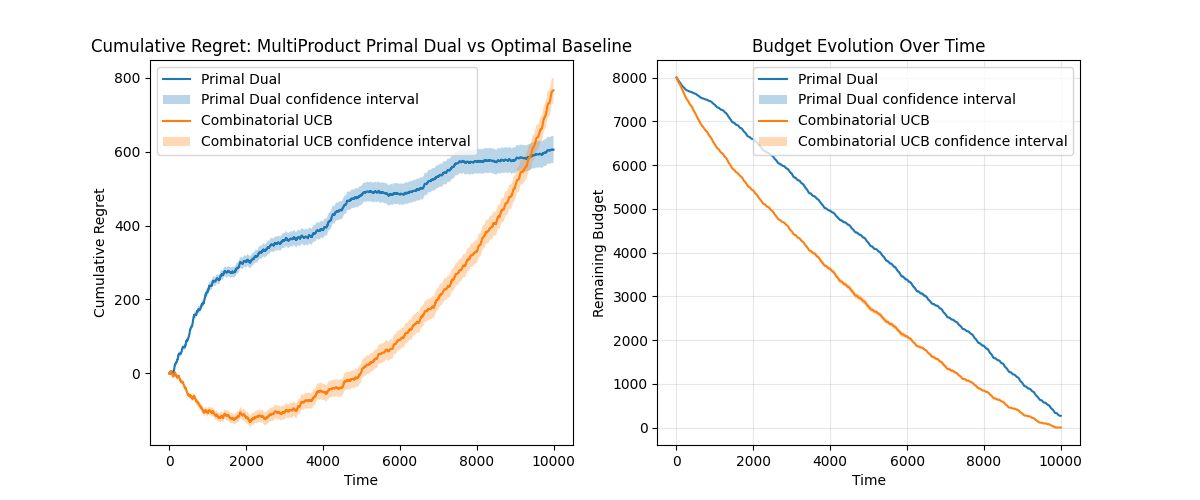 Cumulative Regret: MultiProduct Primal Dual vs Optimal Baseline
Primal Dual
Primal Dual confidence interval
Combinatorial UCB
Combinatorial UCB confidence interval
Cumulative Regret
800
600
400
200
0
0
2000
4000
6000
8000
10000
Time
Budget Evolution Over Time
Primal Dual
Primal Dual confidence interval
Combinatorial UCB
Combinatorial UCB confidence interval
Remaining Budget
8000
7000
6000
5000
4000
3000
2000
1000
0
0
2000
4000
6000
8000
10000
Time